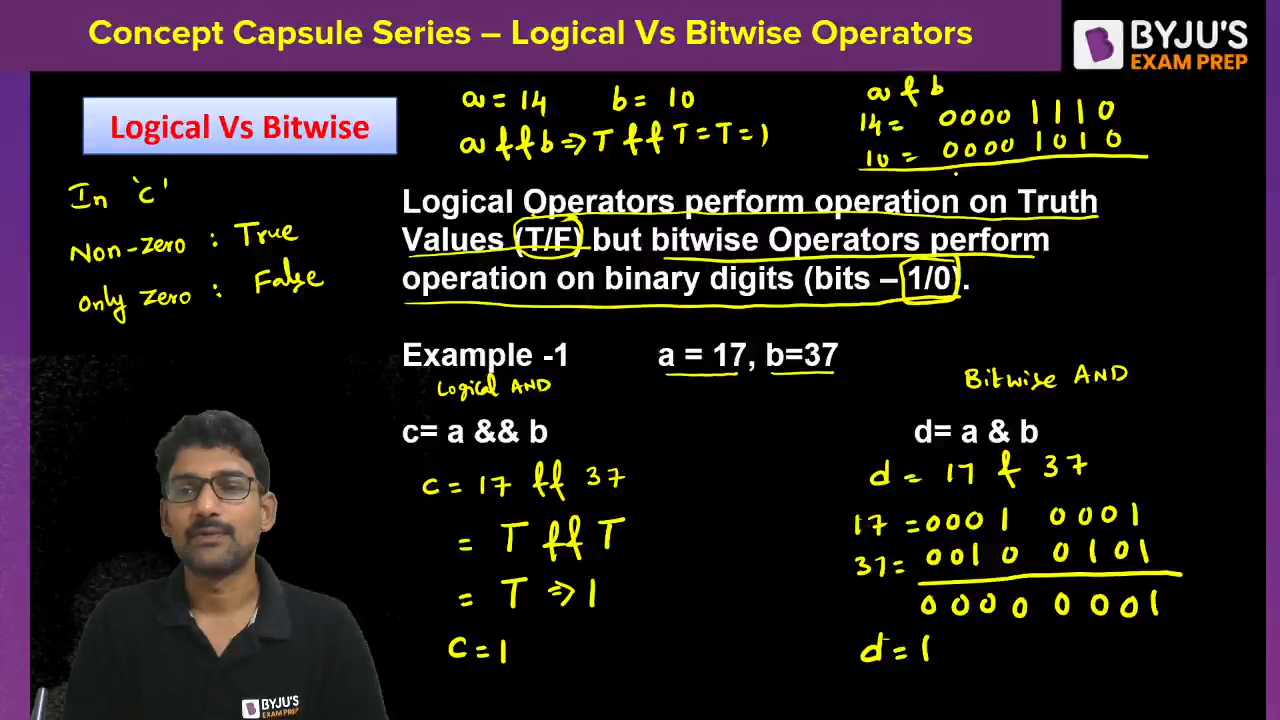 Concept Capsule Series – Logical Vs Bitwise Operators
BYJU'S
EXAM PREP
Logical Vs Bitwise
a = 14 b = 10
a && b => T && T = T = 1
a & b
14 = 0000 1110
10 = 0000 1010
In 'C'
Non-zero : True
Only zero : False
Logical Operators perform operation on Truth
Values (T/F) but bitwise Operators perform
operation on binary digits (bits – 1/0).
Example -1 a = 17, b=37
Logical AND
Bitwise AND
c= a && b
c = 17 && 37
= T && T
= T => 1
C = 1
d= a & b
d = 17 & 37
17 = 0001 0001
37 = 0010 0101
0000 0001
d = 1
BYJU'S
EXAM PREP